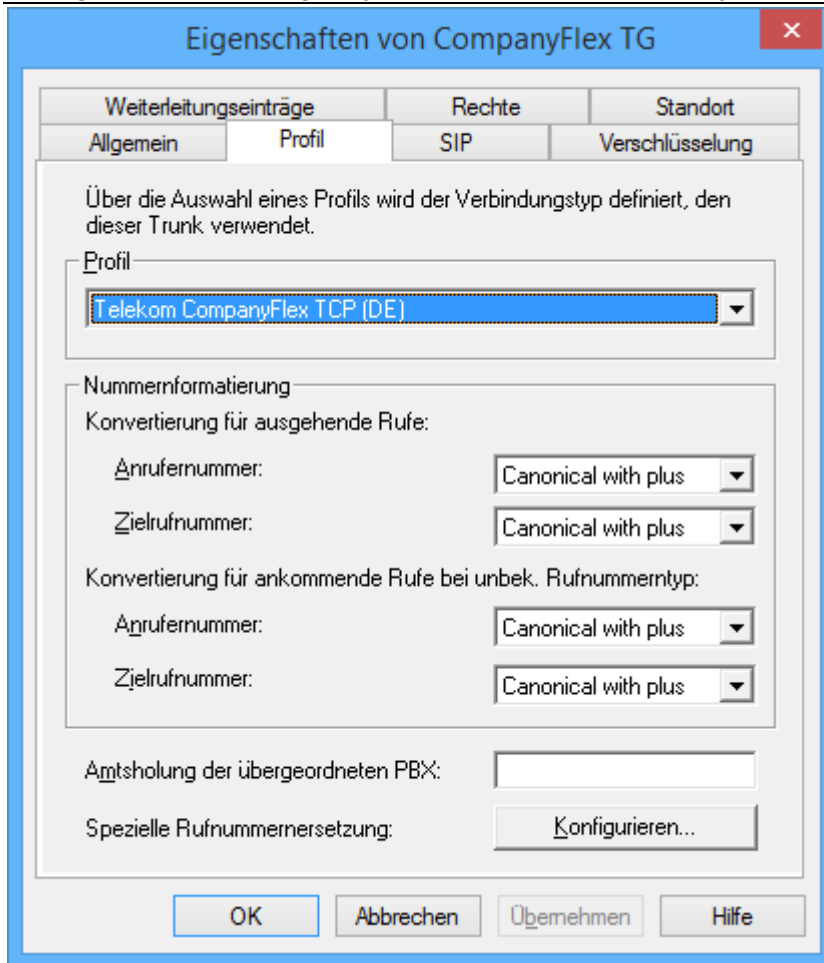 Eigenschaften von CompanyFlex TG
Weiterleitungseinträge Rechte Standort
Allgemein Profil SIP Verschlüsselung
Über die Auswahl eines Profils wird der Verbindungstyp definiert, den
dieser Trunk verwendet.
Profil
Telekom CompanyFlex TCP (DE)
Nummernformatierung
Konvertierung für ausgehende Rufe:
Anrufernummer: Canonical with plus
Zielrufnummer: Canonical with plus
Konvertierung für ankommende Rufe bei unbek. Rufnummerntyp:
Anrufernummer: Canonical with plus
Zielrufnummer: Canonical with plus
Amtsholung der übergeordneten PBX:
Spezielle Rufnummernersetzung: Konfigurieren...
OK Abbrechen Übernehmen Hilfe